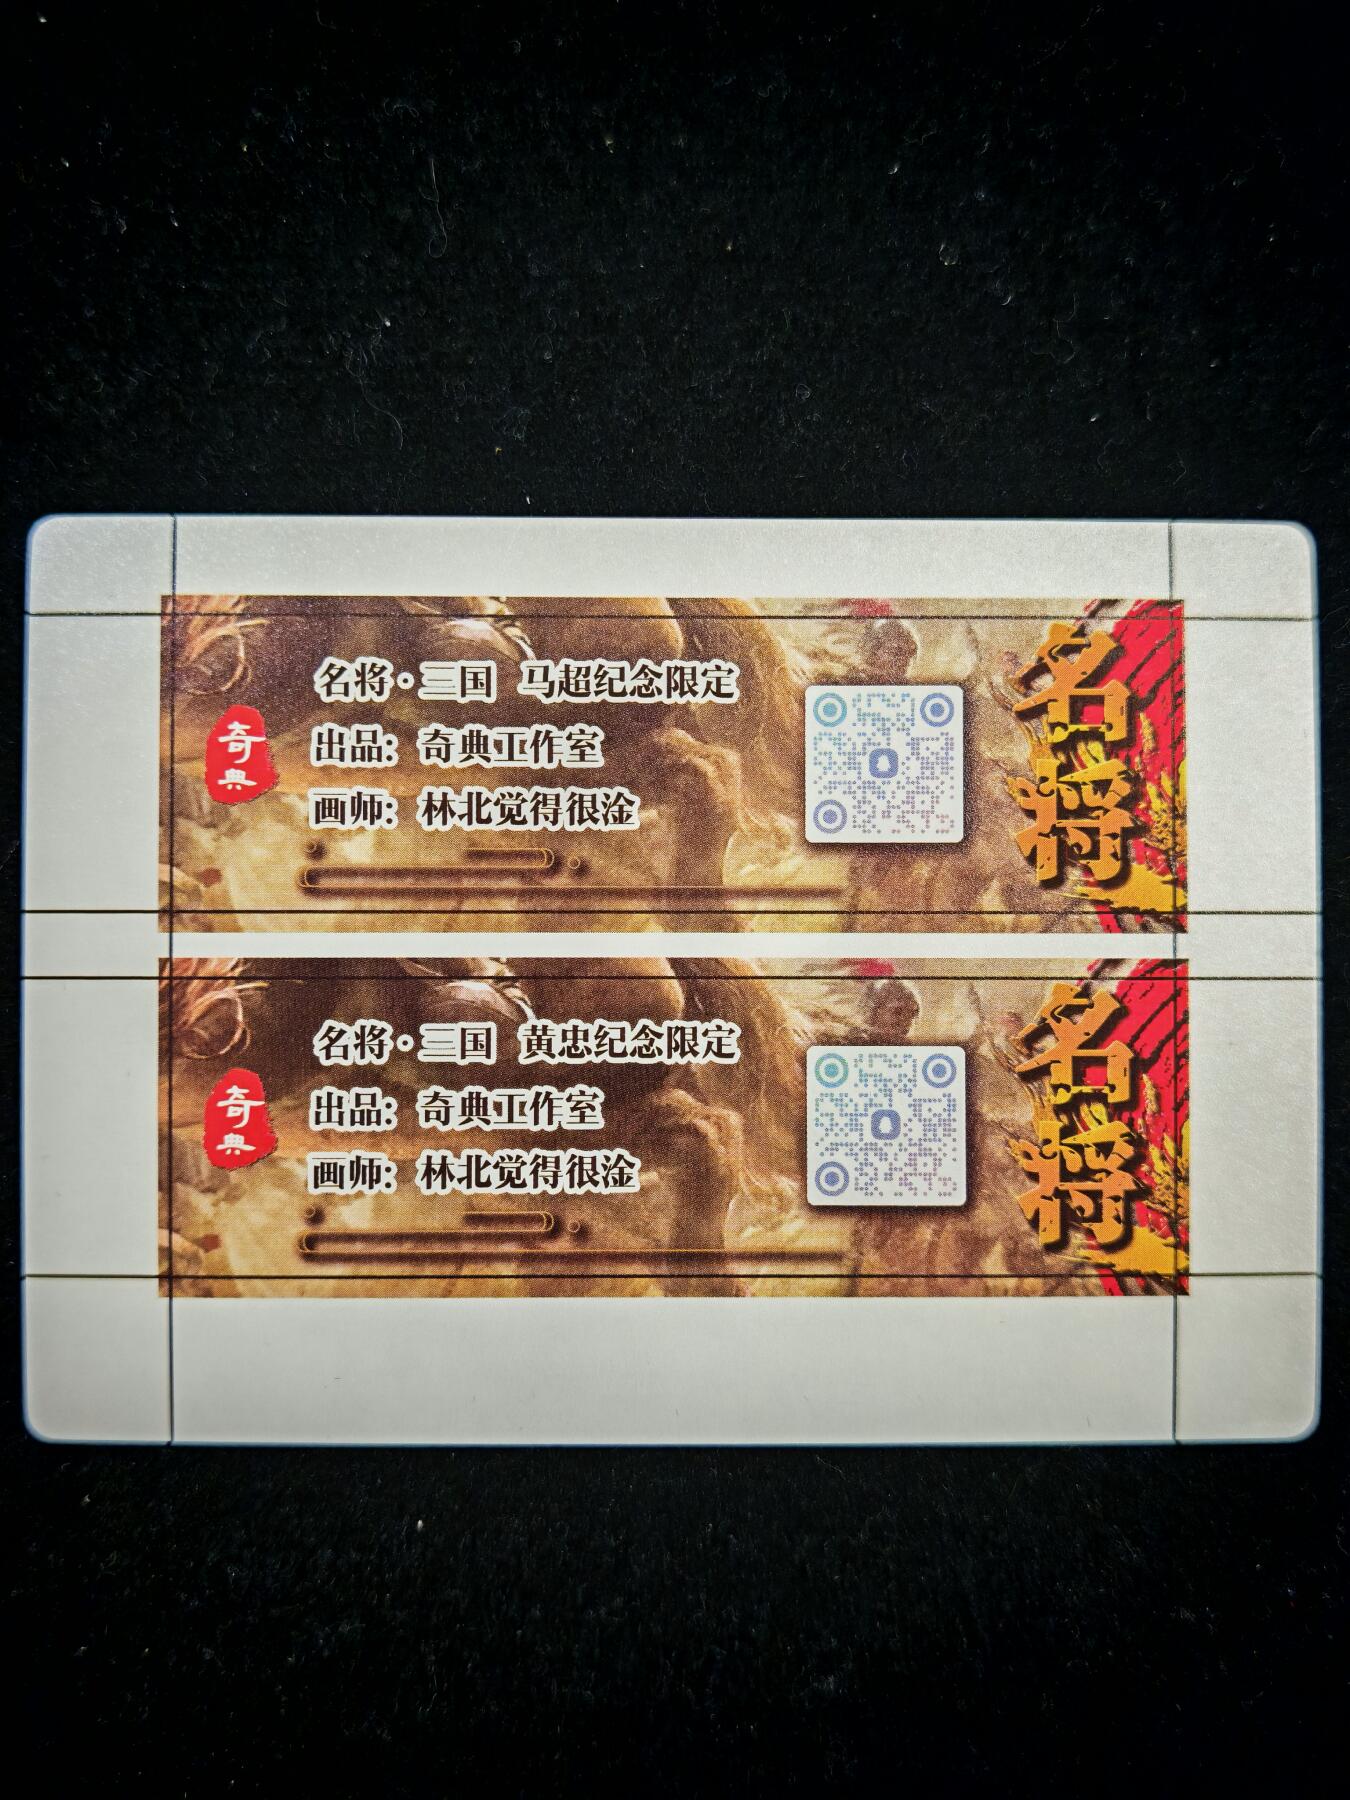 名将·三国 马超纪念限定
出品：奇典工作室
画师：林北觉得很淦
奇典
名将
名将·三国 黄忠纪念限定
出品：奇典工作室
画师：林北觉得很淦
奇典
名将